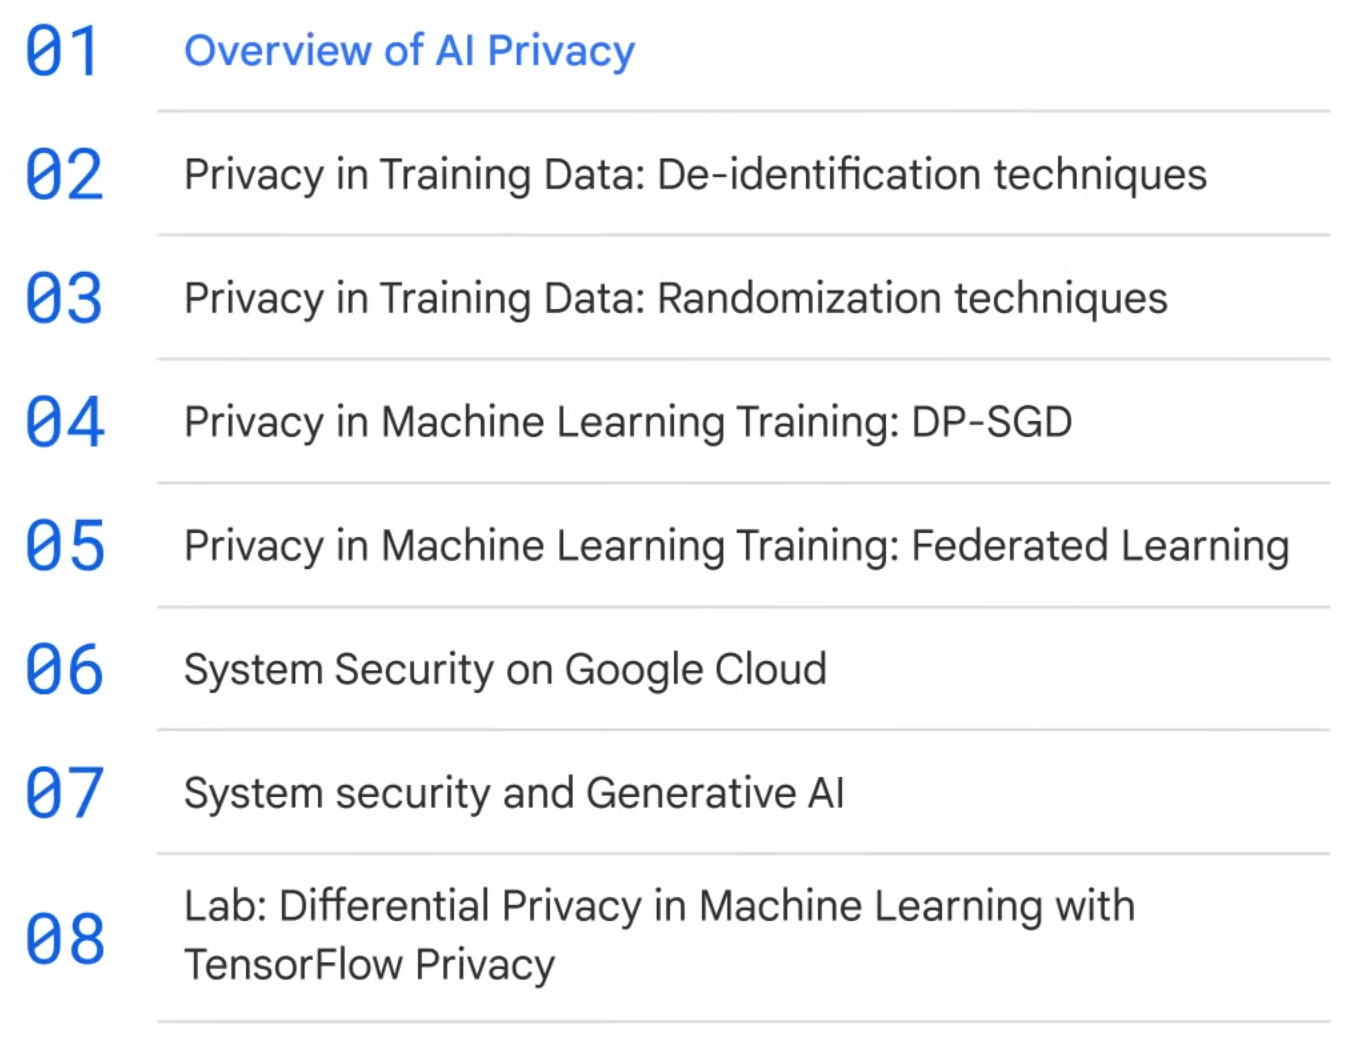 01 Overview of AI Privacy
02 Privacy in Training Data: De-identification techniques
03 Privacy in Training Data: Randomization techniques
04 Privacy in Machine Learning Training: DP-SGD
05 Privacy in Machine Learning Training: Federated Learning
06 System Security on Google Cloud
07 System security and Generative AI
08 Lab: Differential Privacy in Machine Learning with
TensorFlow Privacy